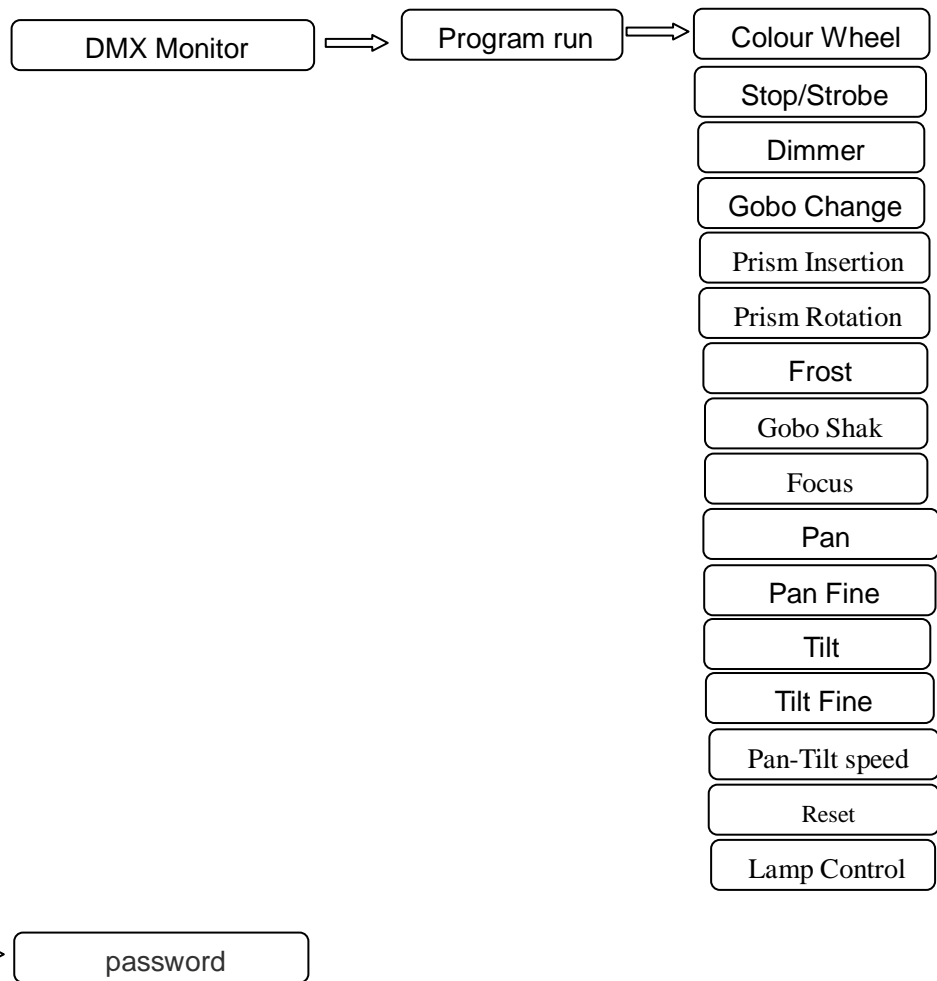 DMX Monitor
Program run
Colour Wheel
Stop/Strobe
Dimmer
Gobo Change
Prism Insertion
Prism Rotation
Frost
Gobo Shak
Focus
Pan
Pan Fine
Tilt
Tilt Fine
Pan-Tilt speed
Reset
Lamp Control
password